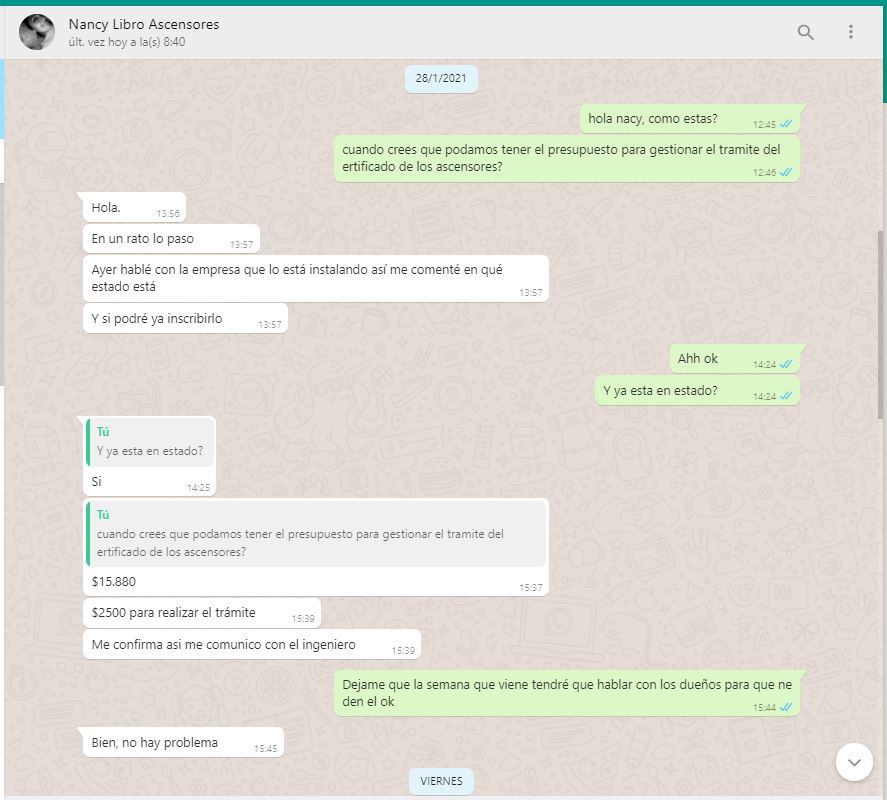 Nancy Libro Ascensores
últ. vez hoy a la(s) 8:40
28/1/2021
hola nacy, como estas?
12:45
cuando crees que podamos tener el presupuesto para gestionar el tramite del
ertificado de los ascensores?
12:46
Hola.
13:56
En un rato lo paso
13:57
Ayer hablé con la empresa que lo está instalando así me comenté en qué
estado está
13:57
Y si podré ya inscribirlo
13:57
Ahh ok
14:24
Y ya esta en estado?
14:24
Tú
Y ya esta en estado?
Si
14:25
Tú
cuando crees que podamos tener el presupuesto para gestionar el tramite del
ertificado de los ascensores?
$15.880
15:37
$2500 para realizar el trámite
15:39
Me confirma asi me comunico con el ingeniero
15:39
Dejame que la semana que viene tendré que hablar con los dueños para que ne
den el ok
15:44
Bien, no hay problema
15:45
VIERNES